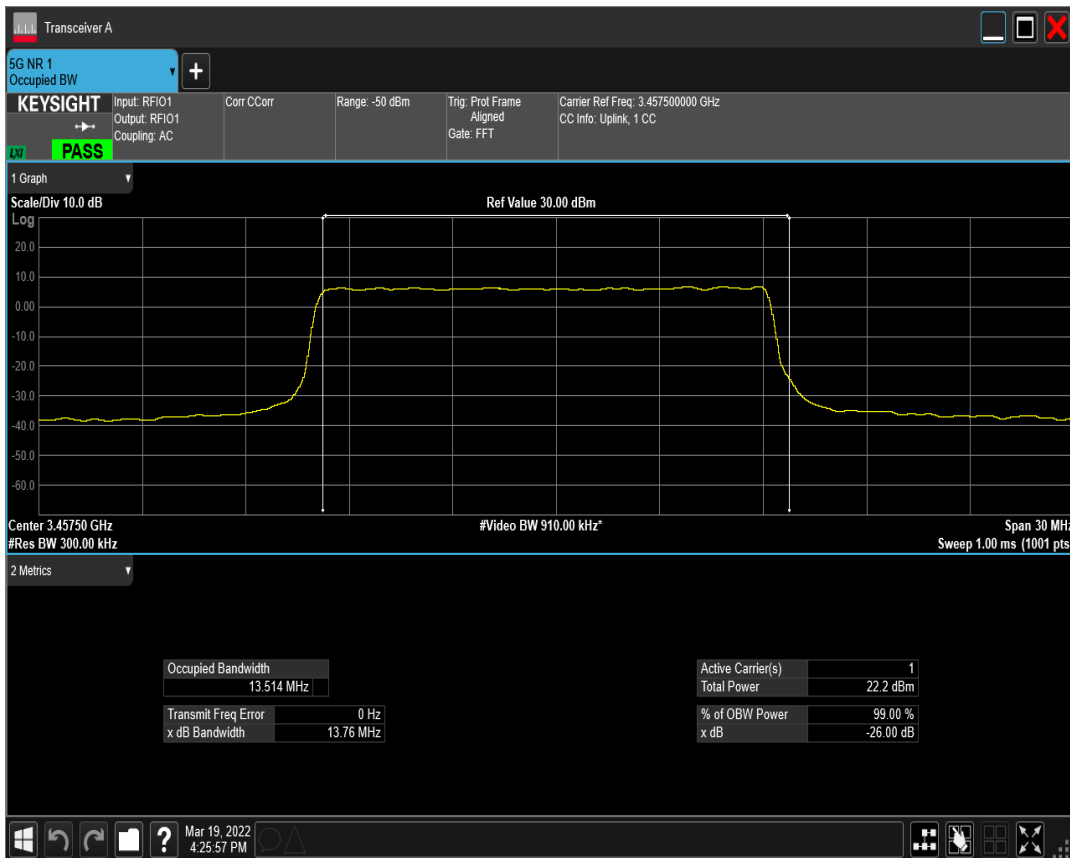 Transceiver A
5G NR 1
Occupied BW
+
KEYSIGHT
LXI
PASS
Input: RFIO1
Output: RFIO1
Coupling: AC
Corr CCorr
Range: -50 dBm
Trig: Prot Frame
Aligned
Gate: FFT
Carrier Ref Freq: 3.457500000 GHz
CC Info: Uplink, 1 CC
1 Graph
Scale/Div 10.0 dB
Ref Value 30.00 dBm
Log
20.0
10.0
0.00
-10.0
-20.0
-30.0
-40.0
-50.0
-60.0
Center 3.45750 GHz
#Video BW 910.00 kHz*
Span 30 MHz
#Res BW 300.00 kHz
Sweep 1.00 ms (1001 pts
2 Metrics
Occupied Bandwidth
13.514 MHz
Transmit Freq Error 0 Hz
x dB Bandwidth 13.76 MHz
Active Carrier(s) 1
Total Power 22.2 dBm
% of OBW Power 99.00 %
x dB -26.00 dB
?
Mar 19, 2022
4:25:57 PM